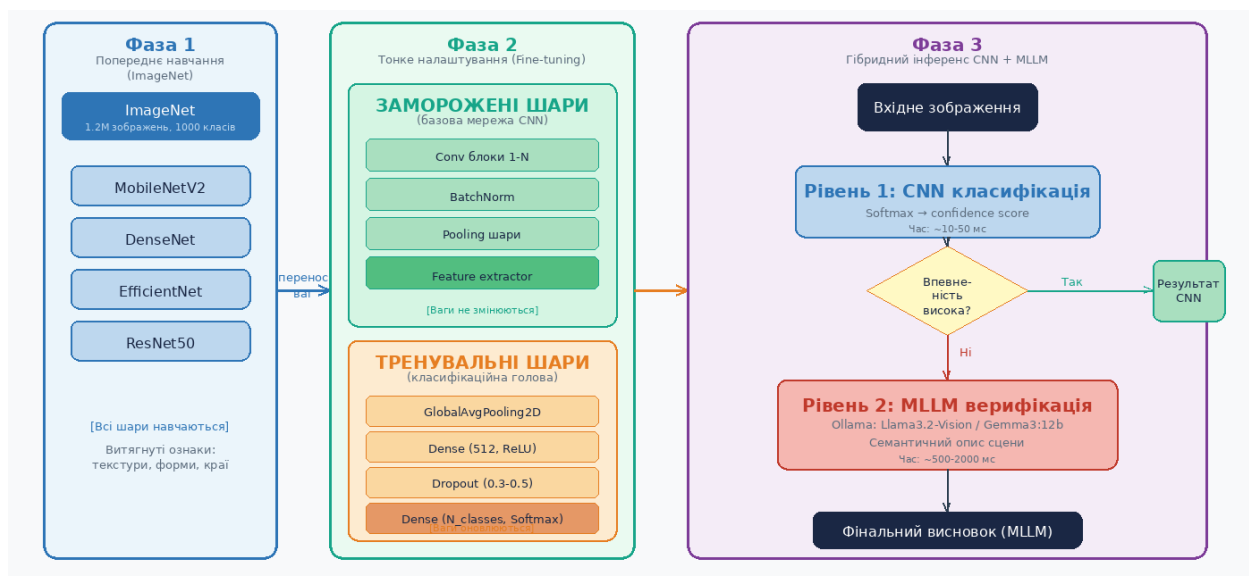 Фаза 1
Попереднє навчання
(ImageNet)
ImageNet
1.2M зображень, 1000 класів
MobileNetV2
DenseNet
EfficientNet
ResNet50
[Всі шари навчаються]
Витягнуті ознаки:
текстури, форми, краї
перенос
ваг
Фаза 2
Тонке налаштування (Fine-tuning)
ЗАМОРОЖЕНІ ШАРИ
(базова мережа CNN)
Conv блоки 1-N
BatchNorm
Pooling шари
Feature extractor
[Ваги не змінюються]
ТРЕНУВАЛЬНІ ШАРИ
(класифікаційна голова)
GlobalAvgPooling2D
Dense (512, ReLU)
Dropout (0.3-0.5)
Dense (N_classes, Softmax)
[Ваги оновлюються]
Фаза 3
Гібридний інференс CNN + MLLM
Вхідне зображення
Рівень 1: CNN класифікація
Softmax → confidence score
Час: ~10-50 мс
Впевне-
ність
висока?
Так
Результат
CNN
Ні
Рівень 2: MLLM верифікація
Ollama: Llama3.2-Vision / Gemma3:12b
Семантичний опис сцени
Час: ~500-2000 мс
Фінальний висновок (MLLM)